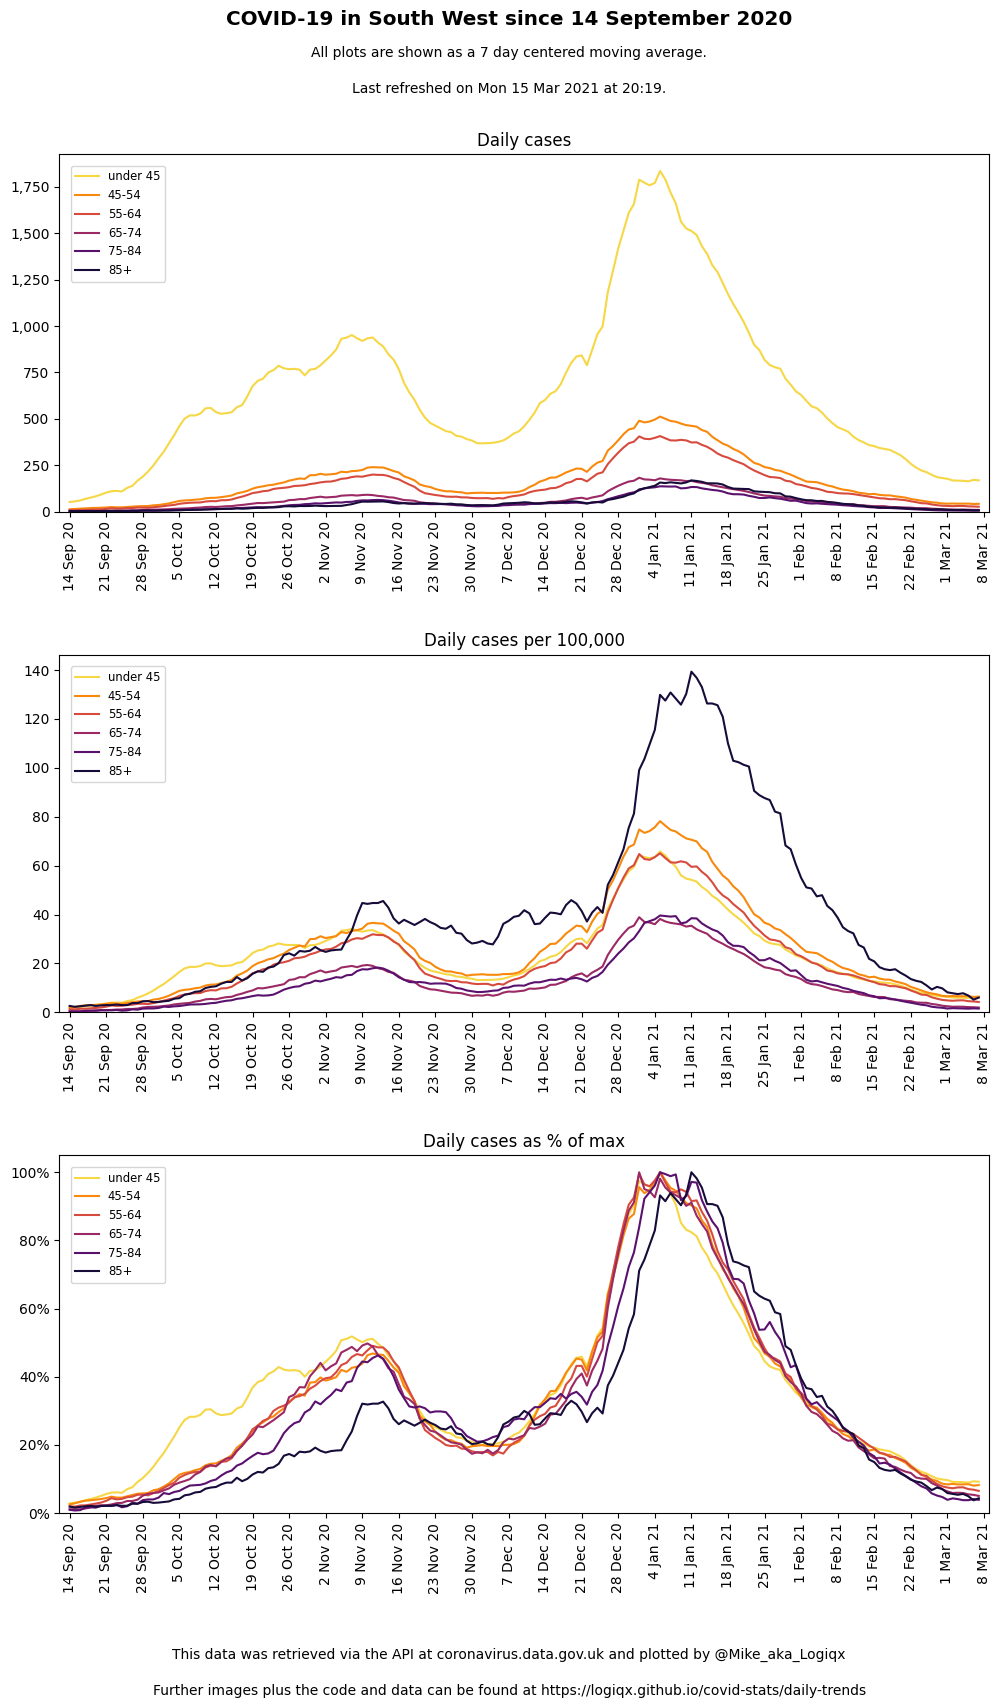 COVID-19 in South West since 14 September 2020
All plots are shown as a 7 day centered moving average.
Last refreshed on Mon 15 Mar 2021 at 20:19.
Daily cases
under 45
45-54
55-64
65-74
75-84
85+
1,750
1,500
1,250
1,000
750
500
250
0
14 Sep 20
21 Sep 20
28 Sep 20
5 Oct 20
12 Oct 20
19 Oct 20
26 Oct 20
2 Nov 20
9 Nov 20
16 Nov 20
23 Nov 20
30 Nov 20
7 Dec 20
14 Dec 20
21 Dec 20
28 Dec 20
4 Jan 21
11 Jan 21
18 Jan 21
25 Jan 21
1 Feb 21
8 Feb 21
15 Feb 21
22 Feb 21
1 Mar 21
8 Mar 21
Daily cases per 100,000
under 45
45-54
55-64
65-74
75-84
85+
140
120
100
80
60
40
20
0
14 Sep 20
21 Sep 20
28 Sep 20
5 Oct 20
12 Oct 20
19 Oct 20
26 Oct 20
2 Nov 20
9 Nov 20
16 Nov 20
23 Nov 20
30 Nov 20
7 Dec 20
14 Dec 20
21 Dec 20
28 Dec 20
4 Jan 21
11 Jan 21
18 Jan 21
25 Jan 21
1 Feb 21
8 Feb 21
15 Feb 21
22 Feb 21
1 Mar 21
8 Mar 21
Daily cases as % of max
under 45
45-54
55-64
65-74
75-84
85+
100%
80%
60%
40%
20%
0%
14 Sep 20
21 Sep 20
28 Sep 20
5 Oct 20
12 Oct 20
19 Oct 20
26 Oct 20
2 Nov 20
9 Nov 20
16 Nov 20
23 Nov 20
30 Nov 20
7 Dec 20
14 Dec 20
21 Dec 20
28 Dec 20
4 Jan 21
11 Jan 21
18 Jan 21
25 Jan 21
1 Feb 21
8 Feb 21
15 Feb 21
22 Feb 21
1 Mar 21
8 Mar 21
This data was retrieved via the API at coronavirus.data.gov.uk and plotted by @Mike_aka_Logiqx
Further images plus the code and data can be found at https://logiqx.github.io/covid-stats/daily-trends